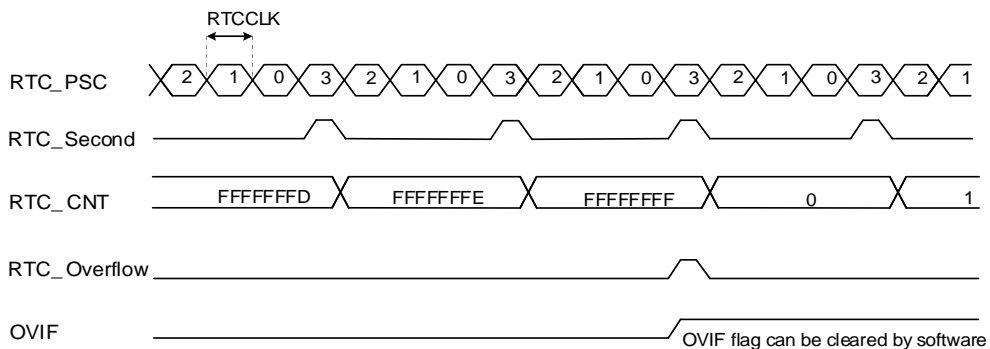 RTCCLK
RTC_PSC 2 1 0 3 2 1 0 3 2 1 0 3 2 1 0 3 2 1
RTC_Second
RTC_CNT FFFFFFFD FFFFFFFE FFFFFFFF 0 1
RTC_Overflow
OVIF OVIF flag can be cleared by software